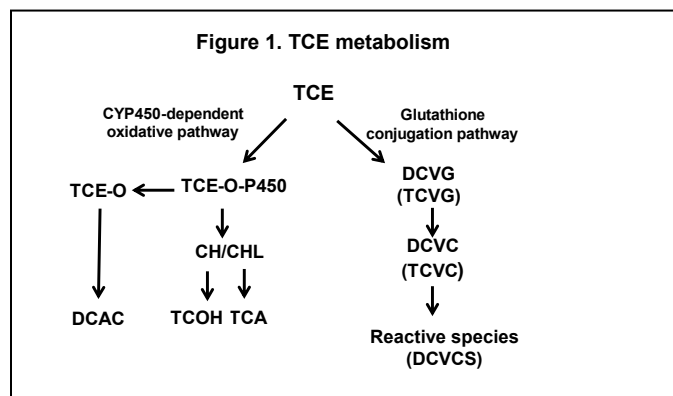 Figure 1. TCE metabolism
TCE
CYP450-dependent
oxidative pathway
Glutathione
conjugation pathway
TCE-O
TCE-O-P450
DCVG
(TCVG)
CH/CHL
DCVC
(TCVC)
DCAC
TCOH TCA
Reactive species
(DCVCS)